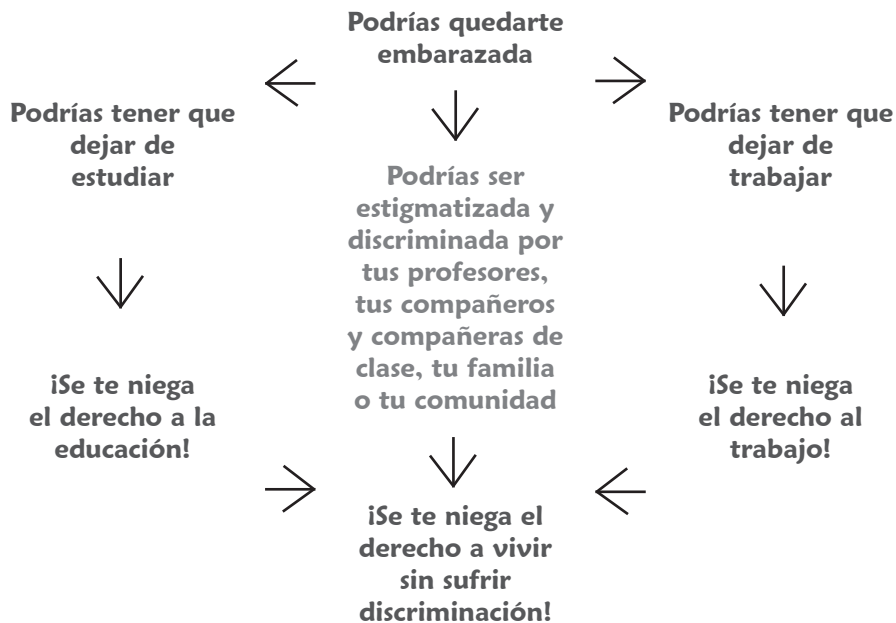 Podrías quedarte
embarazada
Podrías tener que
dejar de
estudiar
Podrías ser
estigmatizada y
discriminada por
tus profesores,
tus compañeros
y compañeras de
clase, tu familia
o tu comunidad
Podrías tener que
dejar de
trabajar
¡Se te niega
el derecho a la
educación!
¡Se te niega
el derecho al
trabajo!
¡Se te niega el
derecho a vivir
sin sufrir
discriminación!